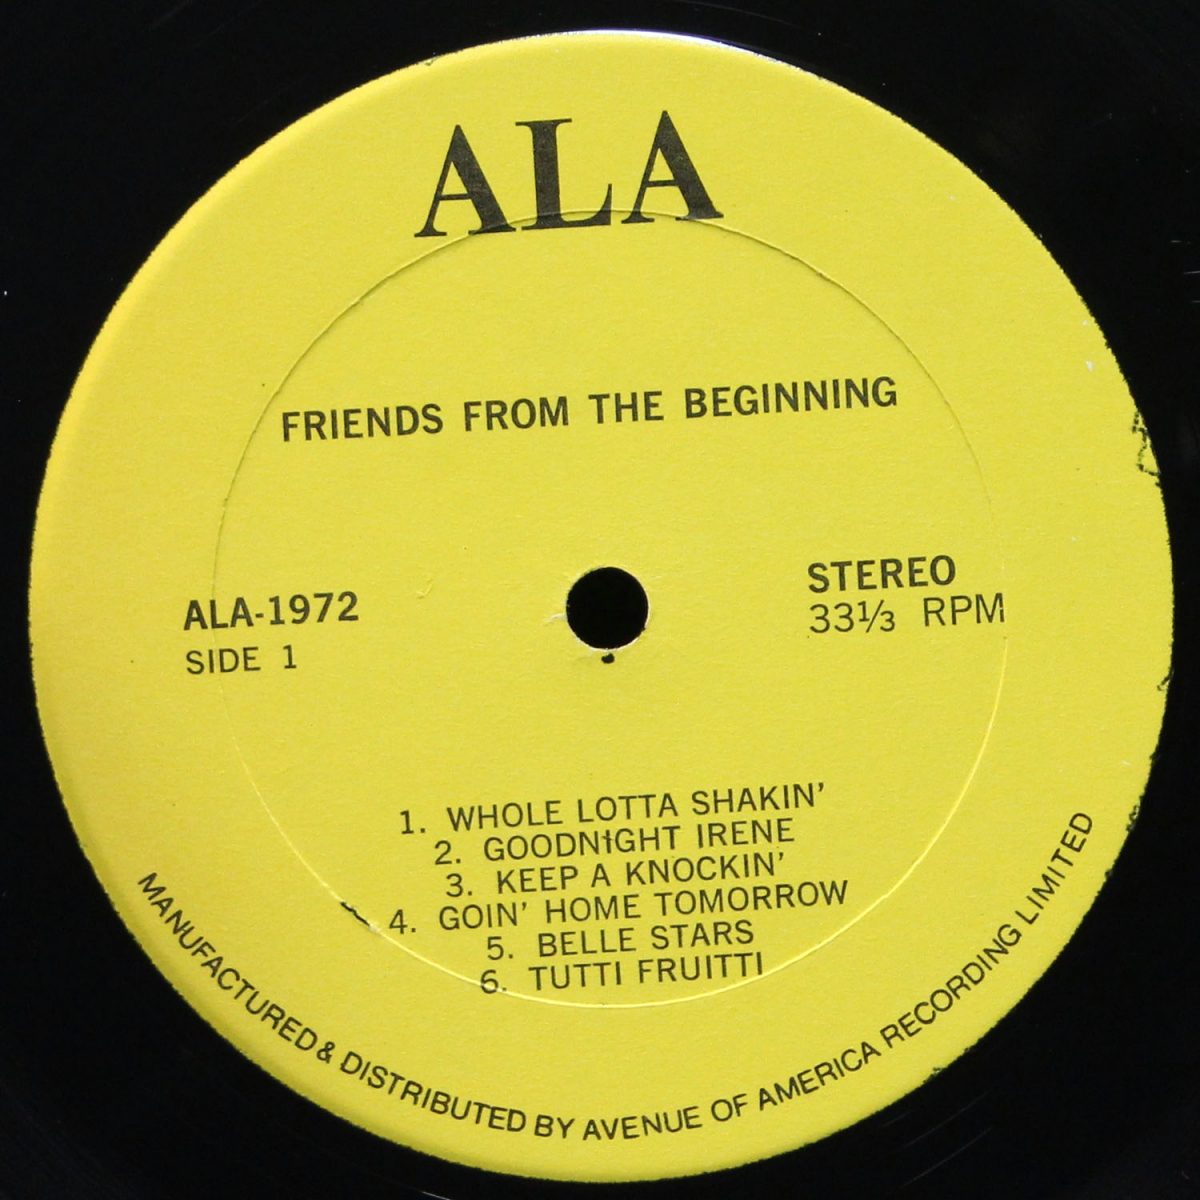 ALA
FRIENDS FROM THE BEGINNING
ALA-1972
SIDE 1
STEREO
33⅓ RPM
1. WHOLE LOTTA SHAKIN'
2. GOODNIGHT IRENE
3. KEEP A KNOCKIN'
4. GOIN' HOME TOMORROW
5. BELLE STARS
6. TUTTI FRUITTI
MANUFACTURED & DISTRIBUTED BY AVENUE OF AMERICA RECORDING LIMITED